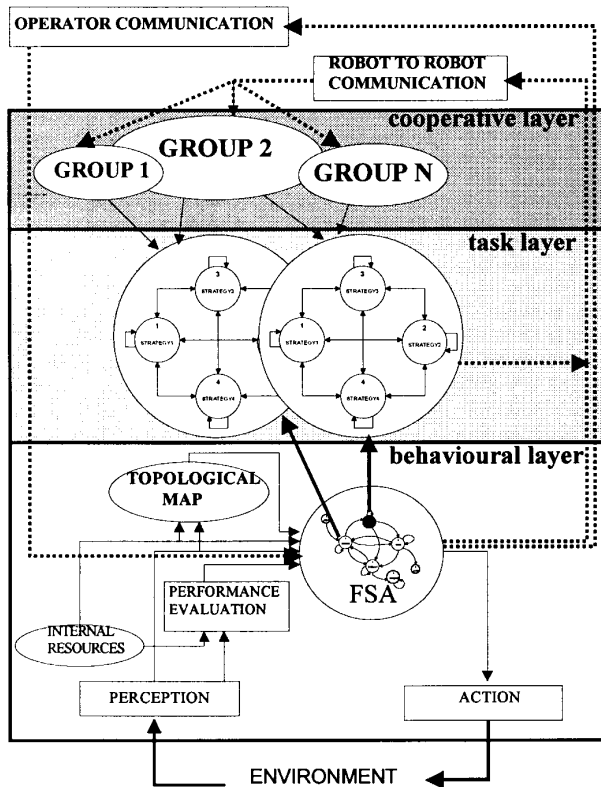 OPERATOR COMMUNICATION
ROBOT TO ROBOT
COMMUNICATION
cooperative layer
GROUP 1
GROUP 2
GROUP N
task layer
3
STRATEGY3
1
STRATEGY1
4
STRATEGY4
3
STRATEGY3
1
STRATEGY1
2
STRATEGY2
4
STRATEGY4
behavioural layer
TOPOLOGICAL
MAP
FSA
PERFORMANCE
EVALUATION
INTERNAL
RESOURCES
PERCEPTION
ACTION
ENVIRONMENT